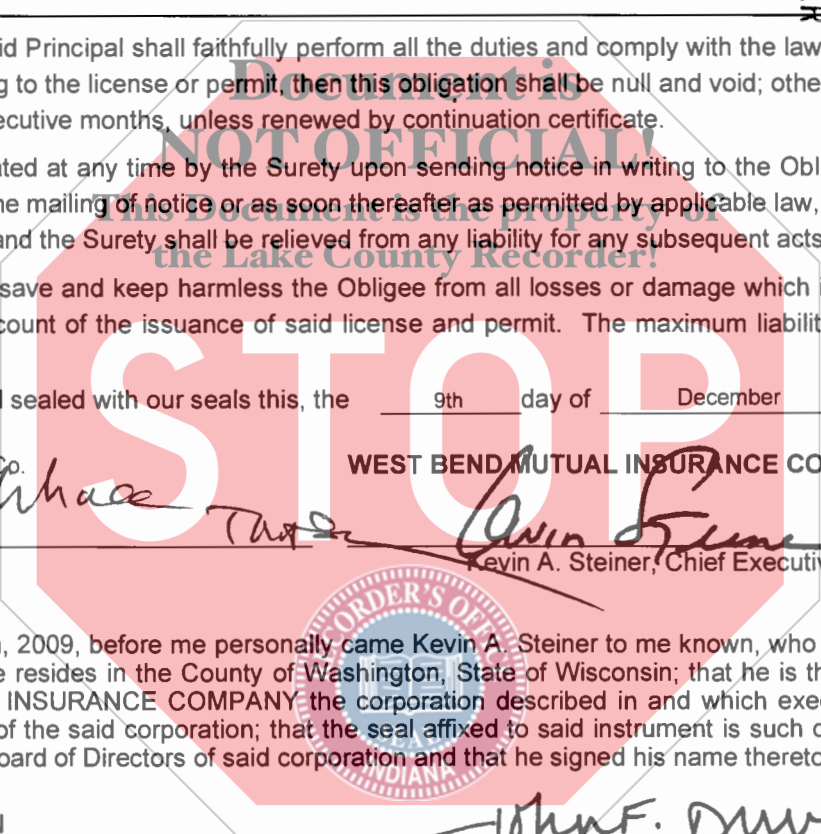 id Principal shall faithfully perform all the duties and comply with the law
g to the license or permit, then this obligation shall be null and void; othe
Document is
ecutive months, unless renewed by continuation certificate.
NOT OFFICIAL!
ated at any time by the Surety upon sending notice in writing to the Obl
he mailing of notice or as soon thereafter as permitted by applicable law,
This Document is the property of
and the Surety shall be relieved from any liability for any subsequent acts
the Lake County Recorder!
save and keep harmless the Obligee from all losses or damage which i
count of the issuance of said license and permit. The maximum liabilit
STOP
d sealed with our seals this, the 9th day of December
Co.
WEST BEND MUTUAL INSURANCE CO
Kevin Steiner
Kevin A. Steiner, Chief Executiv
RECORDER'S OFFICE
, 2009, before me personally came Kevin A. Steiner to me known, who
e resides in the County of Washington, State of Wisconsin; that he is th
INSURANCE COMPANY the corporation described in and which exec
of the said corporation; that the seal affixed to said instrument is such c
SEAL
oard of Directors of said corporation and that he signed his name thereto
INDIANA
John F.